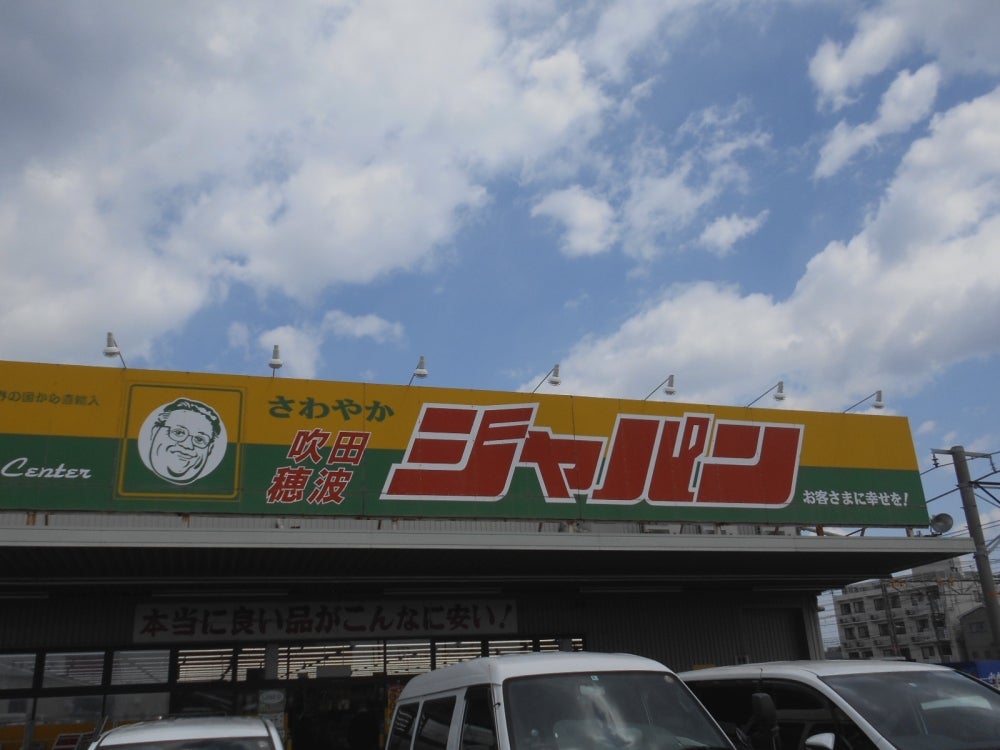 の国から直輸入
Center
さわやか
吹田
穂波
ジャパン
お客さまに幸せを!
本当に良い品がこんなに安い!